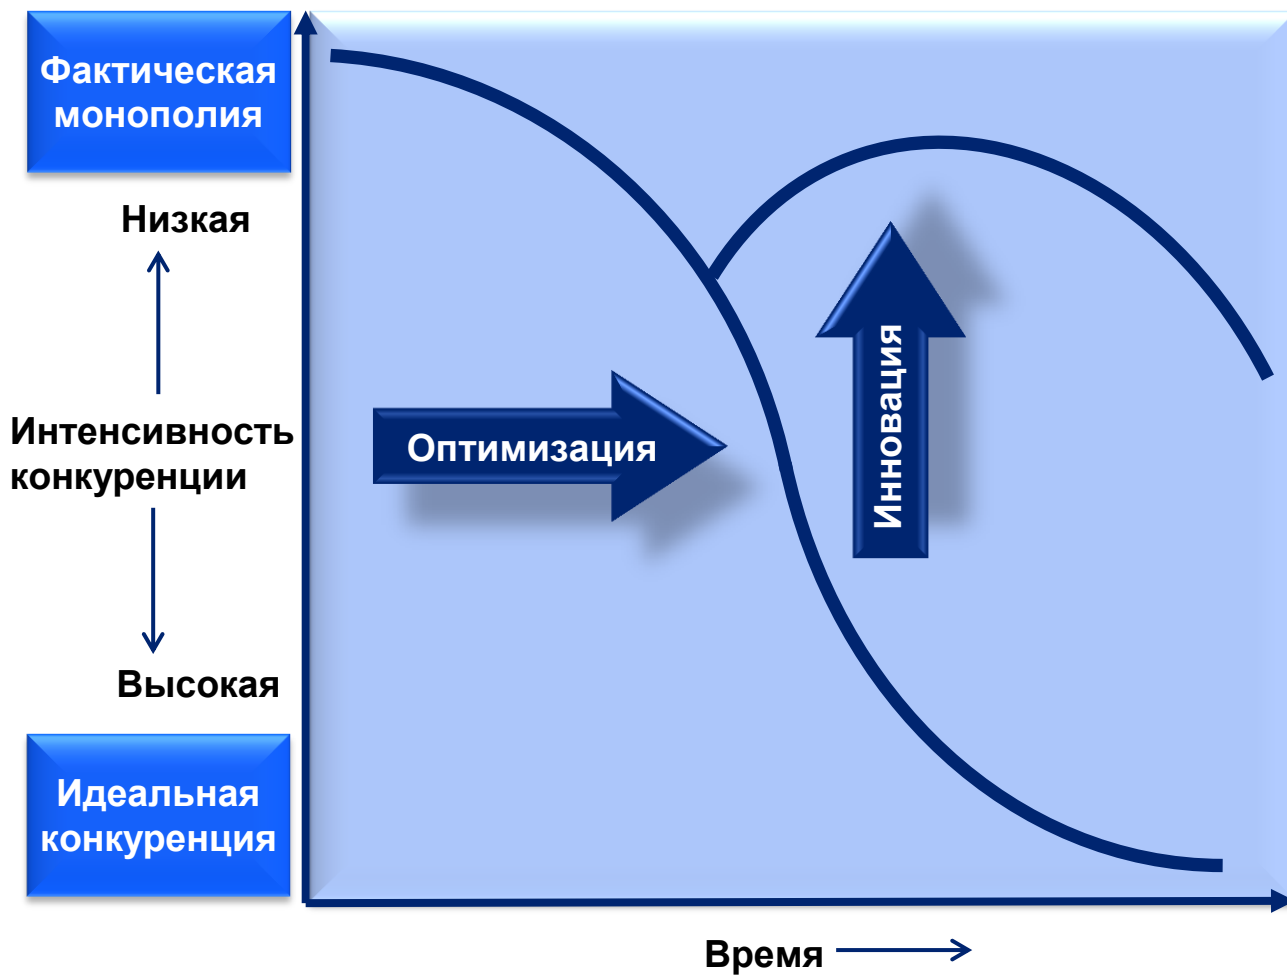 Фактическая
монополия
Низкая
Интенсивность
конкуренции
Высокая
Идеальная
конкуренция
Оптимизация
Инновация
Время